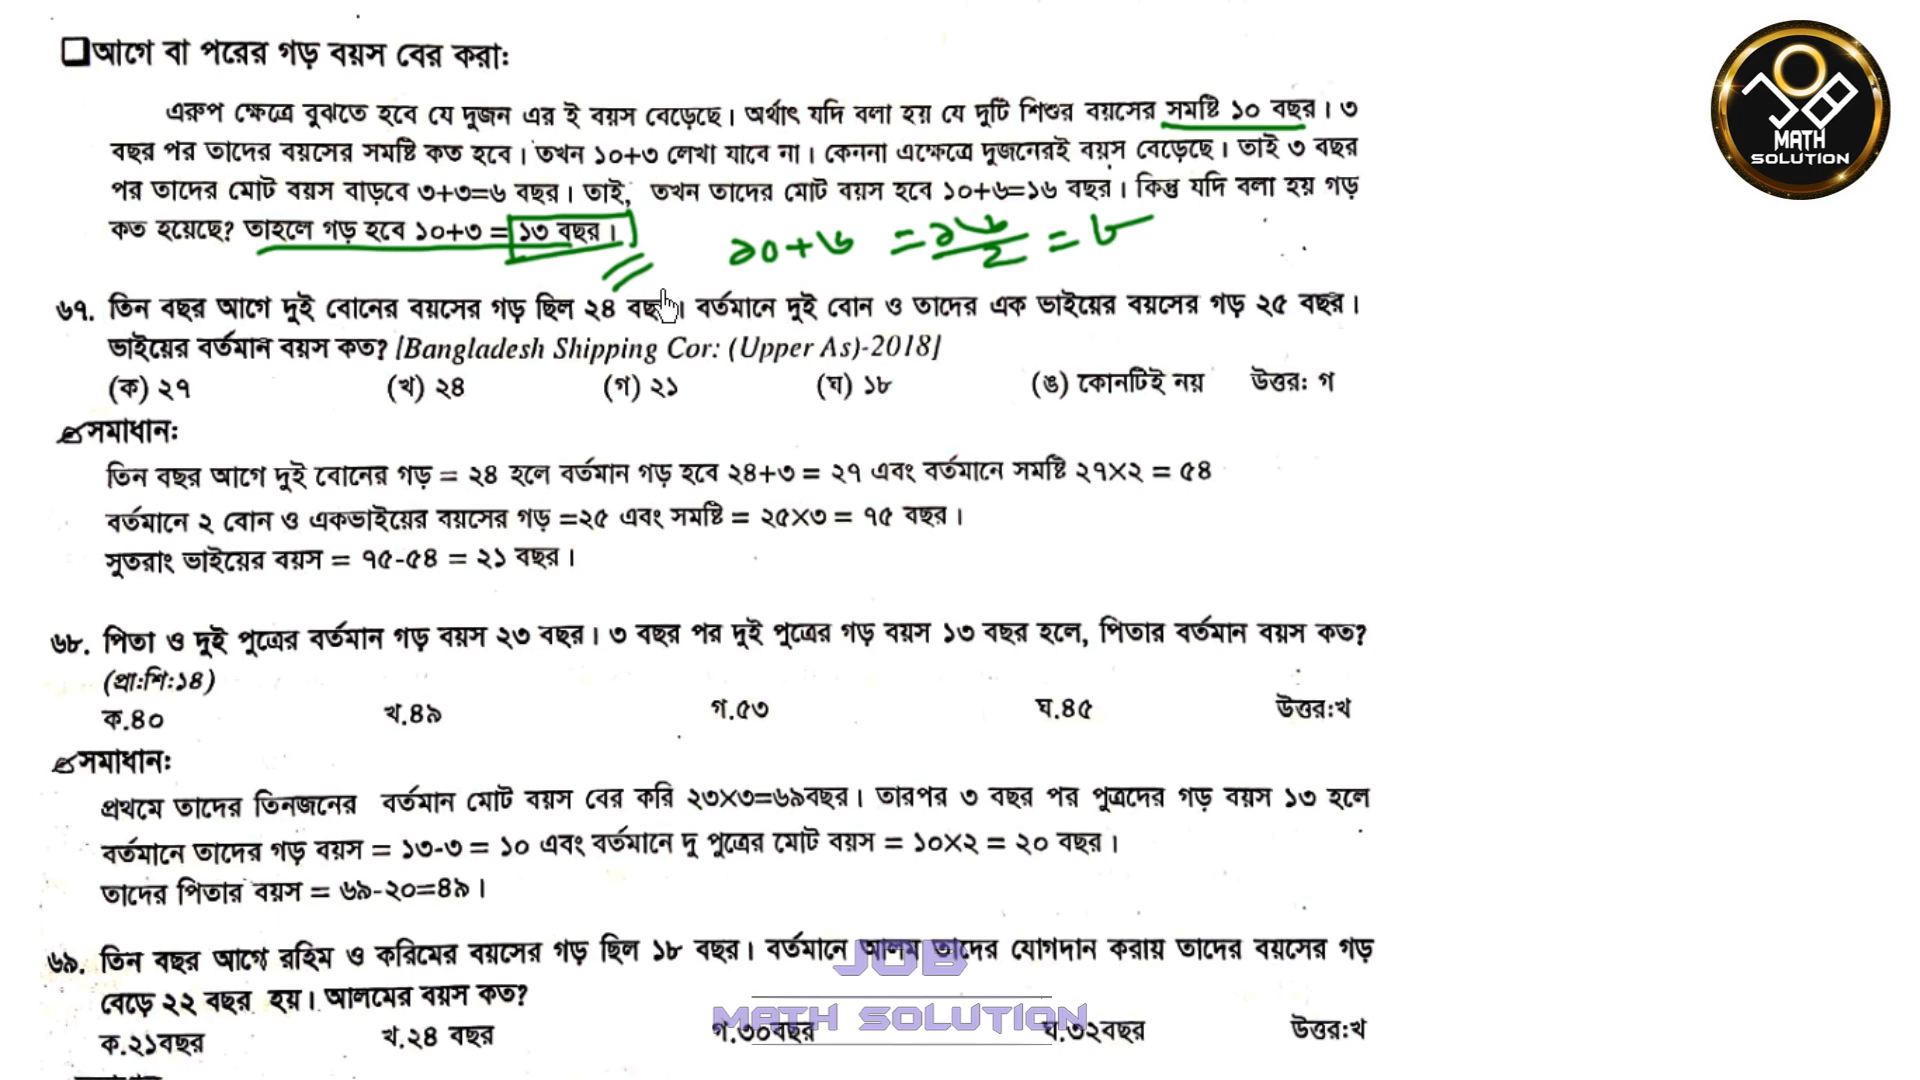 ❑আগে বা পরের গড় বয়স বের করা:
এরুপ ক্ষেত্রে বুঝতে হবে যে দুজন এর ই বয়স বেড়েছে। অর্থাৎ যদি বলা হয় যে দুটি শিশুর বয়সের সমষ্টি ১০ বছর। ৩
বছর পর তাদের বয়সের সমষ্টি কত হবে। তখন ১০+৩ লেখা যাবে না। কেননা এক্ষেত্রে দুজনেরই বয়স বেড়েছে। তাই ৩ বছর
পর তাদের মোট বয়স বাড়বে ৩+৩=৬ বছর। তাই, তখন তাদের মোট বয়স হবে ১০+৬=১৬ বছর। কিন্তু যদি বলা হয় গড়
কত হয়েছে? তাহলে গড় হবে ১০+৩ = ১৩ বছর।
১০+৬ = ১৬/2 = ৮
৬৭. তিন বছর আগে দুই বোনের বয়সের গড় ছিল ২৪ বছর। বর্তমানে দুই বোন ও তাদের এক ভাইয়ের বয়সের গড় ২৫ বছর।
ভাইয়ের বর্তমান বয়স কত? [Bangladesh Shipping Cor: (Upper As)-2018]
(ক) ২৭ (খ) ২৪ (গ) ২১ (ঘ) ১৮ (ঙ) কোনটিই নয় উত্তর: গ
✍সমাধান:
তিন বছর আগে দুই বোনের গড় = ২৪ হলে বর্তমান গড় হবে ২৪+৩ = ২৭ এবং বর্তমানে সমষ্টি ২৭×২ = ৫৪
বর্তমানে ২ বোন ও একভাইয়ের বয়সের গড় =২৫ এবং সমষ্টি = ২৫×৩ = ৭৫ বছর।
সুতরাং ভাইয়ের বয়স = ৭৫-৫৪ = ২১ বছর।
৬৮. পিতা ও দুই পুত্রের বর্তমান গড় বয়স ২৩ বছর। ৩ বছর পর দুই পুত্রের গড় বয়স ১৩ বছর হলে, পিতার বর্তমান বয়স কত?
(প্রা:শি:১৪)
ক.৪০ খ.৪৯ গ.৫৩ ঘ.৪৫ উত্তর:খ
✍সমাধান:
প্রথমে তাদের তিনজনের বর্তমান মোট বয়স বের করি ২৩×৩=৬৯বছর। তারপর ৩ বছর পর পুত্রদের গড় বয়স ১৩ হলে
বর্তমানে তাদের গড় বয়স = ১৩-৩ = ১০ এবং বর্তমানে দু পুত্রের মোট বয়স = ১০×২ = ২০ বছর।
তাদের পিতার বয়স = ৬৯-২০=৪৯।
৬৯. তিন বছর আগে রহিম ও করিমের বয়সের গড় ছিল ১৮ বছর। বর্তমানে আলম তাদের যোগদান করায় তাদের বয়সের গড়
বেড়ে ২২ বছর হয়। আলমের বয়স কত?
ক.২১বছর খ.২৪ বছর গ.৩০বছর ঘ.৩২বছর উত্তর:খ
JOB
MATH SOLUTION
JOB
MATH
SOLUTION